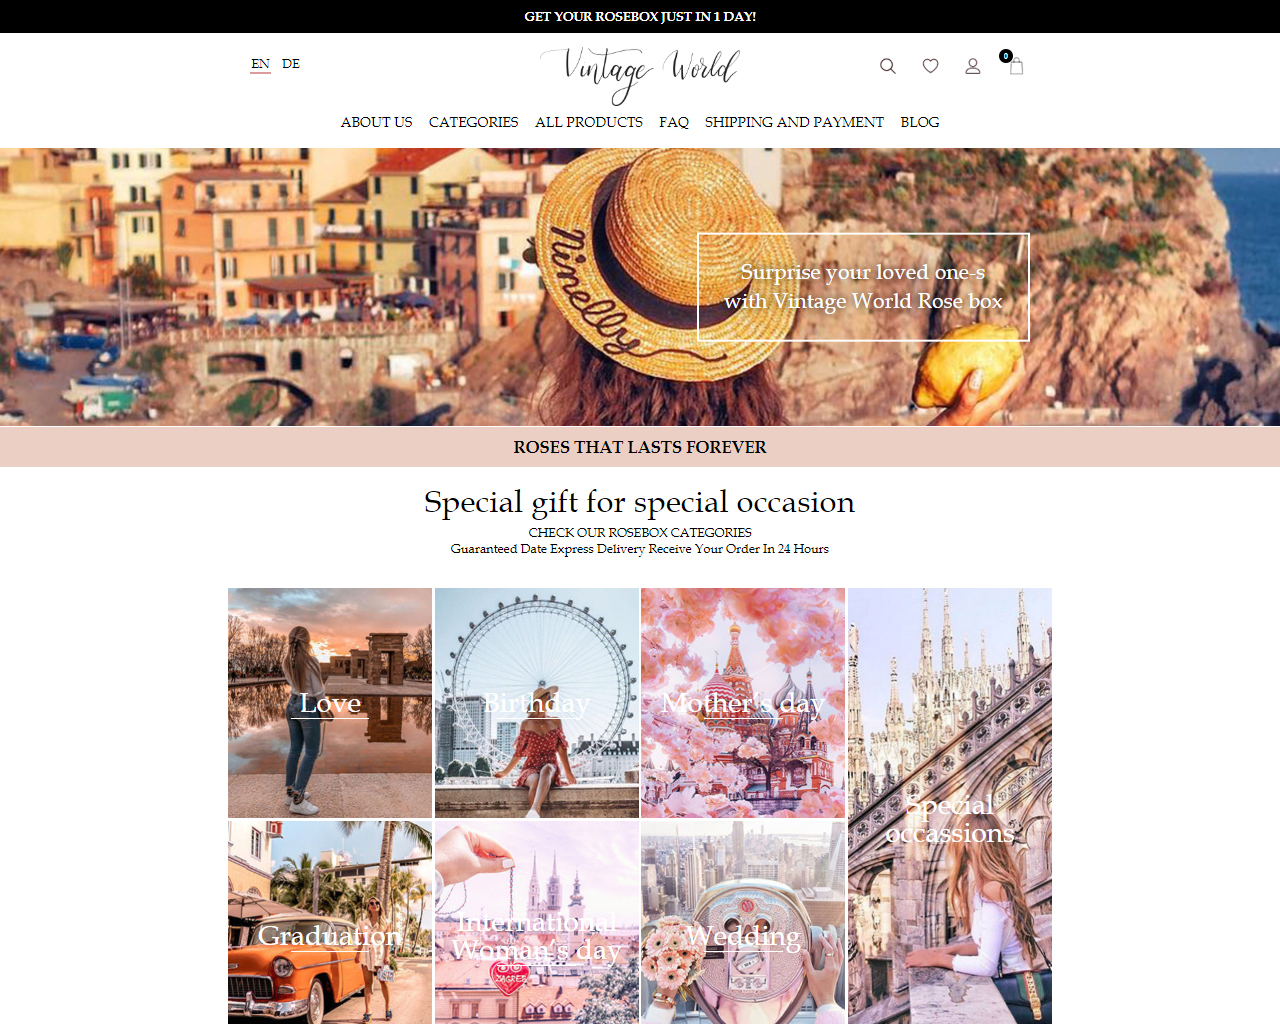 GET YOUR ROSEBOX JUST IN 1 DAY!
EN DE
Vintage World
0
ABOUT US CATEGORIES ALL PRODUCTS FAQ SHIPPING AND PAYMENT BLOG
Ninelly
Surprise your loved one-s
with Vintage World Rose box
ROSES THAT LASTS FOREVER
Special gift for special occasion
CHECK OUR ROSEBOX CATEGORIES
Guaranteed Date Express Delivery Receive Your Order In 24 Hours
Love
Birthday
Mother's day
Special
occassions
Graduation
International
Woman's day
Wedding
ZAGREB